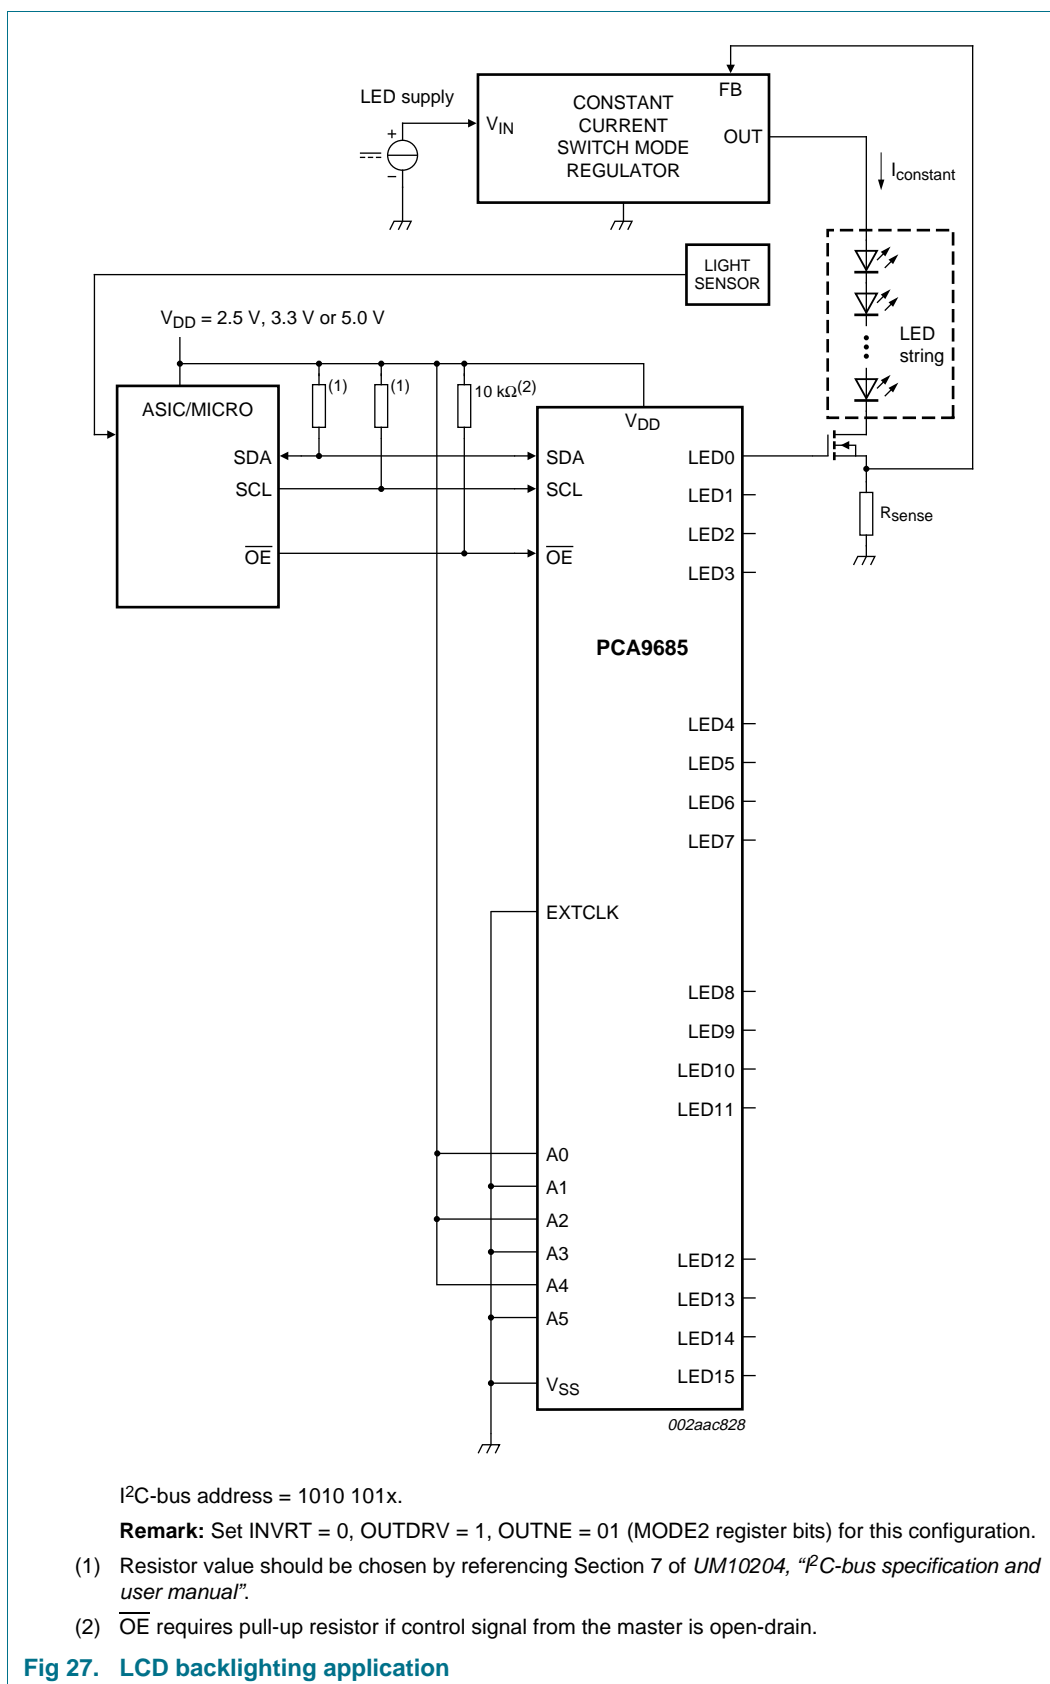 LED supply
+
−
V_IN
CONSTANT
CURRENT
SWITCH MODE
REGULATOR
FB
OUT
I_constant
LIGHT
SENSOR
LED
string
V_DD = 2.5 V, 3.3 V or 5.0 V
(1)
(1)
10 kΩ(2)
ASIC/MICRO
SDA
SCL
OE
V_DD
SDA
SCL
OE
LED0
LED1
LED2
LED3
R_sense
PCA9685
LED4
LED5
LED6
LED7
EXTCLK
LED8
LED9
LED10
LED11
A0
A1
A2
A3
A4
A5
V_SS
LED12
LED13
LED14
LED15
002aac828
I²C-bus address = 1010 101x.
Remark: Set INVRT = 0, OUTDRV = 1, OUTNE = 01 (MODE2 register bits) for this configuration.
(1) Resistor value should be chosen by referencing Section 7 of UM10204, “I²C-bus specification and
user manual”.
(2) OE requires pull-up resistor if control signal from the master is open-drain.
Fig 27. LCD backlighting application